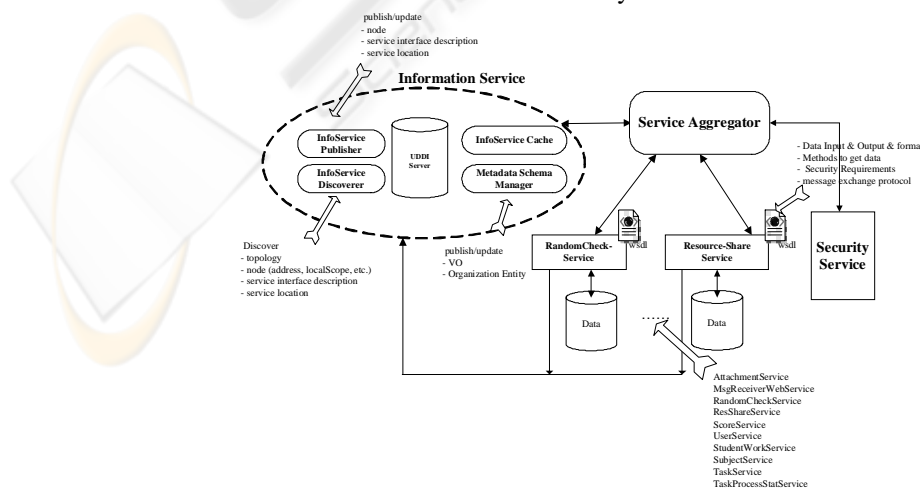 publish/update
- node
- service interface description
- service location
Information Service
InfoService
Publisher
InfoService
Discoverer
UDDI
Server
InfoService Cache
Metadata Schema
Manager
Service Aggregator
- Data Input & Output & forma
- Methods to get data
- Security Requirements
- message exchange protocol
Discover
- topology
- node (address, localScope, etc.)
- service interface description
- service location
publish/update
- VO
- Organization Entity
RandomCheck-
Service
wsdl
Resource-Share
Service
wsdl
Security
Service
Data
......
Data
AttachmentService
MsgReceiverWebService
RandomCheckService
ResShareService
ScoreService
UserService
StudentWorkService
SubjectService
TaskService
TaskProcessStatService